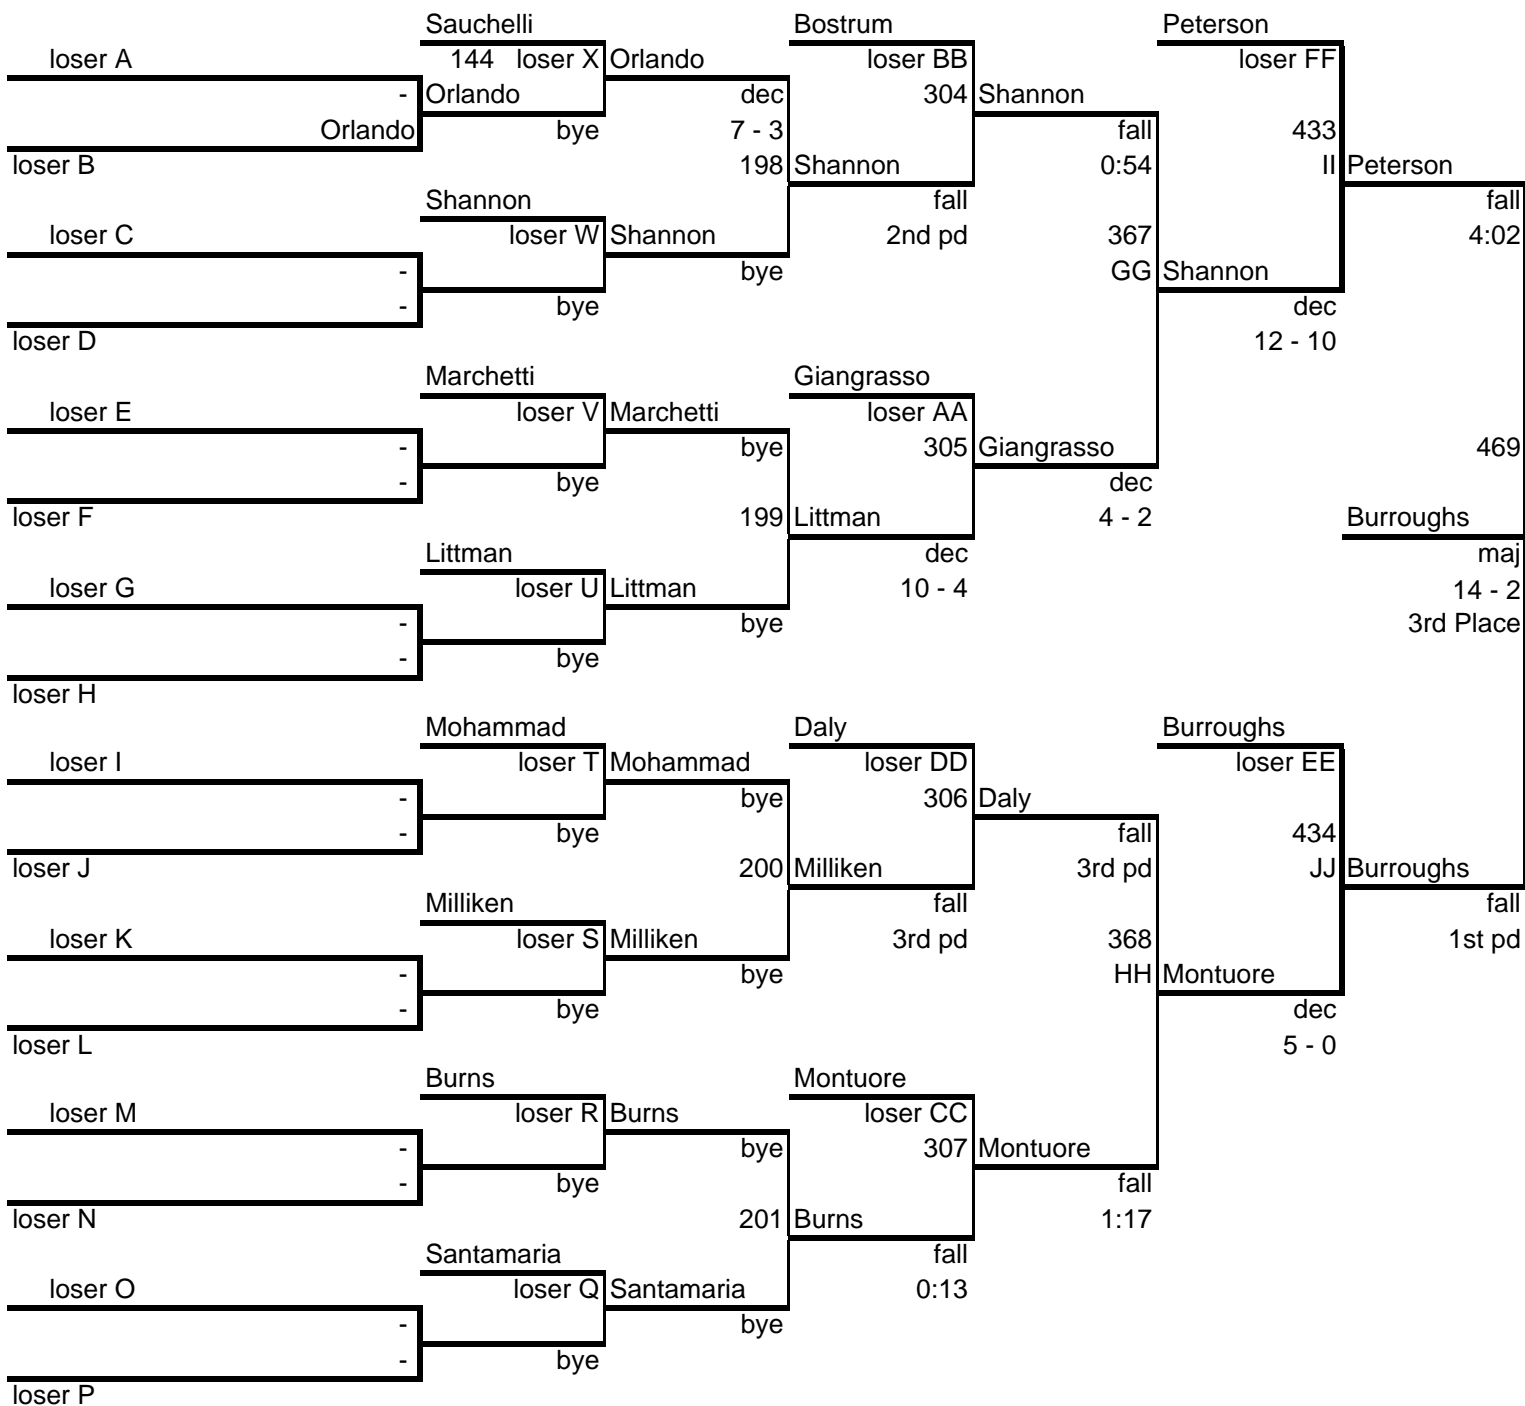 Sauchelli Bostrum Peterson
loser A 144 loser X Orlando loser BB loser FF
- Orlando dec 304 Shannon
Orlando bye 7 - 3 fall 433
loser B 198 Shannon 0:54 II Peterson
Shannon fall fall
loser C loser W Shannon 2nd pd 367 4:02
- bye GG Shannon
- bye dec
loser D 12 - 10
Marchetti Giangrasso
loser E loser V Marchetti loser AA
- bye 305 Giangrasso 469
- bye dec
loser F 199 Littman 4 - 2 Burroughs
Littman dec maj
loser G loser U Littman 10 - 4 14 - 2
- bye 3rd Place
- bye
loser H
Mohammad Daly Burroughs
loser I loser T Mohammad loser DD loser EE
- bye 306 Daly
- bye fall 434
loser J 200 Milliken 3rd pd JJ Burroughs
Milliken fall fall
loser K loser S Milliken 3rd pd 368 1st pd
- bye HH Montuore
- bye dec
loser L 5 - 0
Burns Montuore
loser M loser R Burns loser CC
- bye 307 Montuore
- bye fall
loser N 201 Burns 1:17
Santamaria fall
loser O loser Q Santamaria 0:13
- bye
- bye
loser P